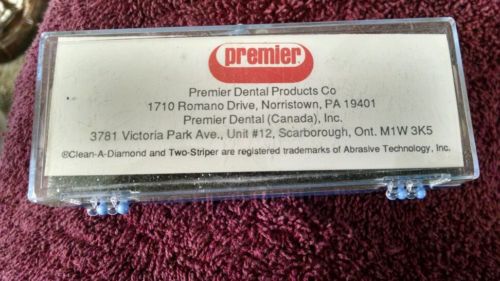 premier®
Premier Dental Products Co
1710 Romano Drive, Norristown, PA 19401
Premier Dental (Canada), Inc.
3781 Victoria Park Ave., Unit #12, Scarborough, Ont. M1W 3K5
®Clean-A-Diamond and Two-Striper are registered trademarks of Abrasive Technology, Inc.